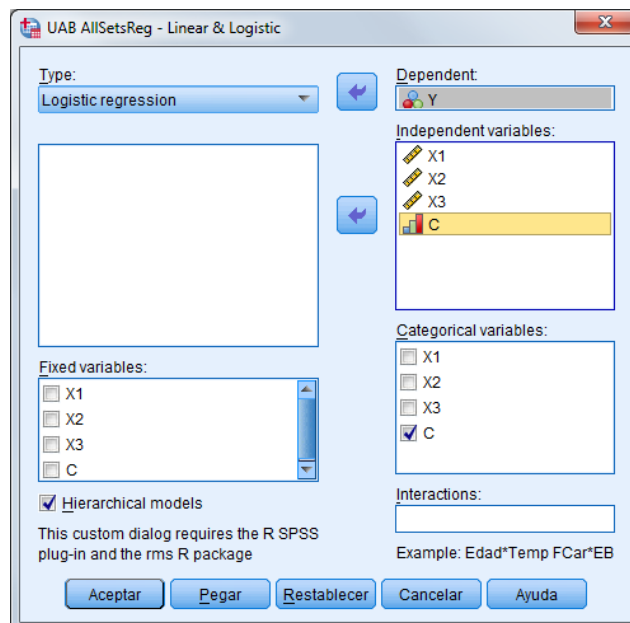 UAB AllSetsReg - Linear & Logistic
Type:
Logistic regression
Dependent:
Y
Independent variables:
X1
X2
X3
C
Categorical variables:
X1
X2
X3
C
Fixed variables:
X1
X2
X3
C
Hierarchical models
This custom dialog requires the R SPSS
plug-in and the rms R package
Interactions:
Example: Edad*Temp FCar*EB
Aceptar
Pegar
Restablecer
Cancelar
Ayuda